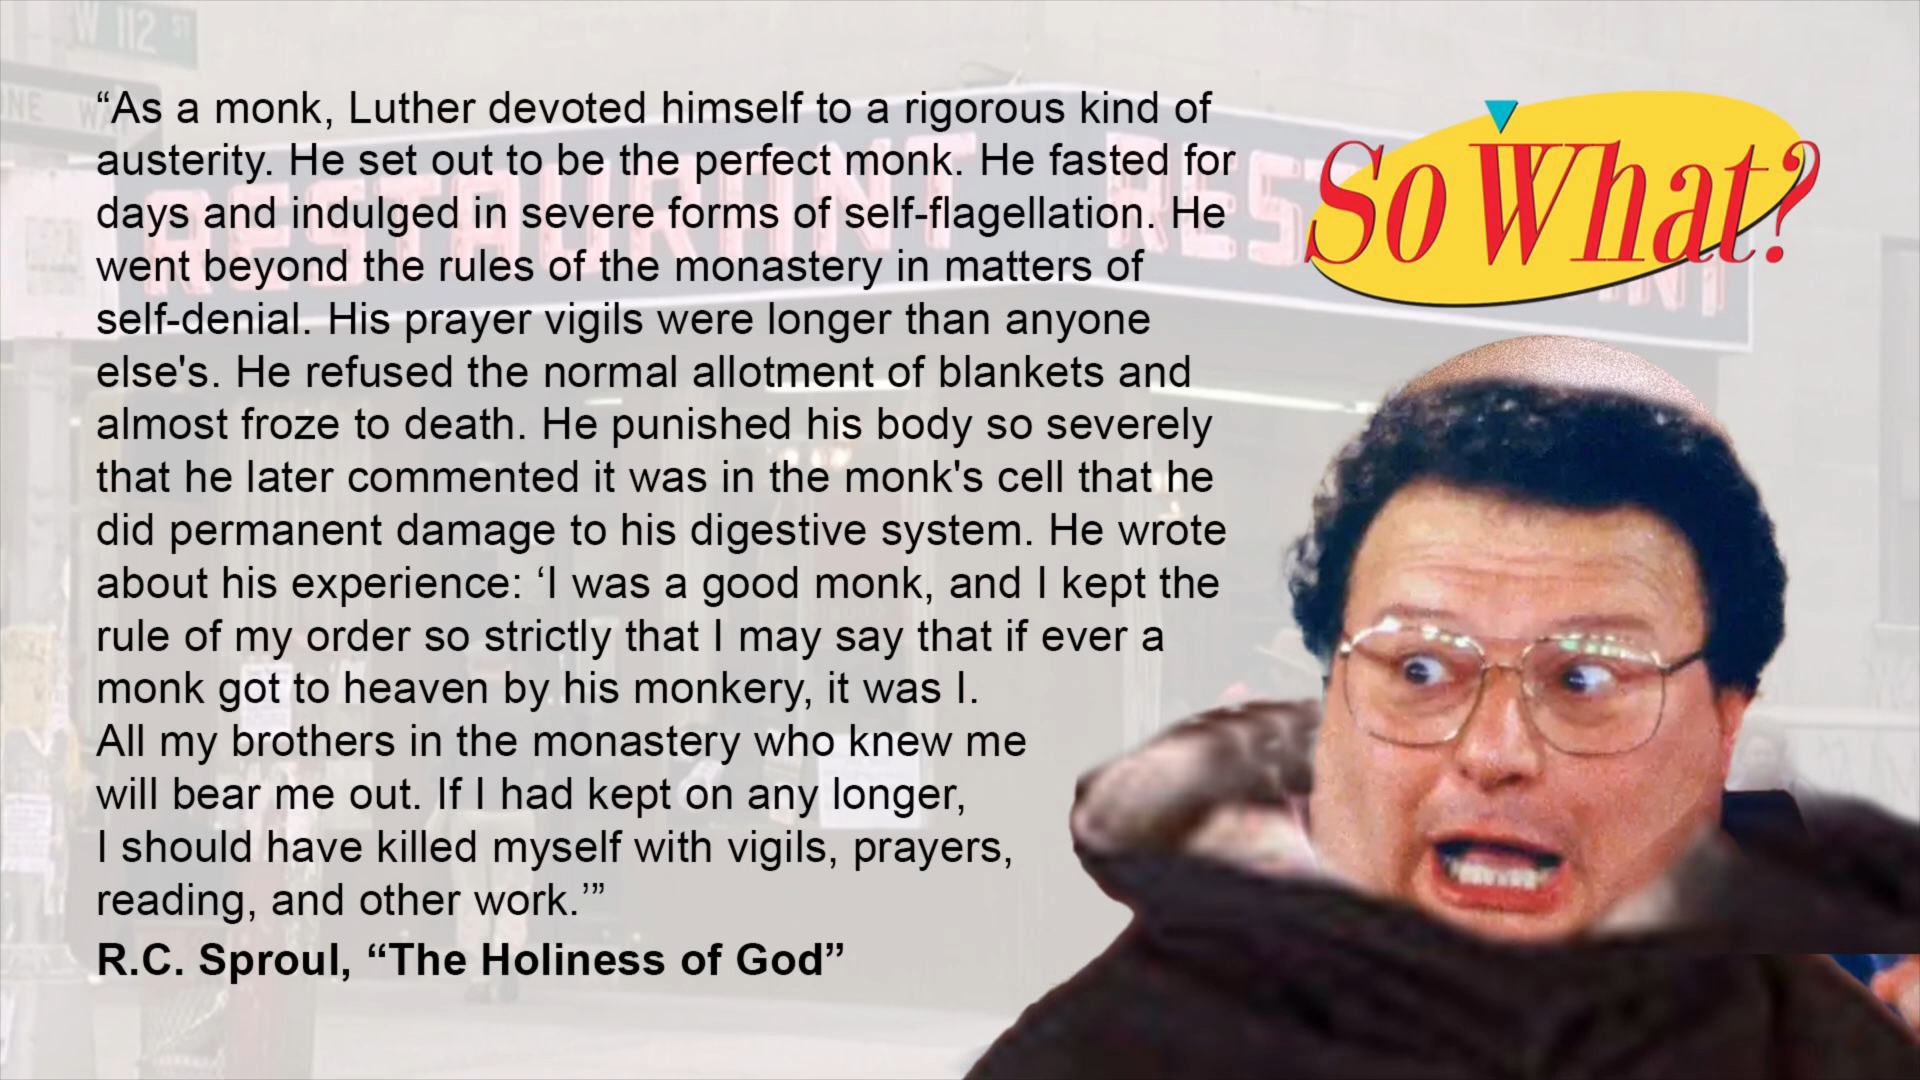 W 112 ST
ONE WAY
RESTAURANT RES
NT
“As a monk, Luther devoted himself to a rigorous kind of
austerity. He set out to be the perfect monk. He fasted for
days and indulged in severe forms of self-flagellation. He
went beyond the rules of the monastery in matters of
self-denial. His prayer vigils were longer than anyone
else's. He refused the normal allotment of blankets and
almost froze to death. He punished his body so severely
that he later commented it was in the monk's cell that he
did permanent damage to his digestive system. He wrote
about his experience: ‘I was a good monk, and I kept the
rule of my order so strictly that I may say that if ever a
monk got to heaven by his monkery, it was I.
All my brothers in the monastery who knew me
will bear me out. If I had kept on any longer,
I should have killed myself with vigils, prayers,
reading, and other work.’”
R.C. Sproul, “The Holiness of God”
So What?